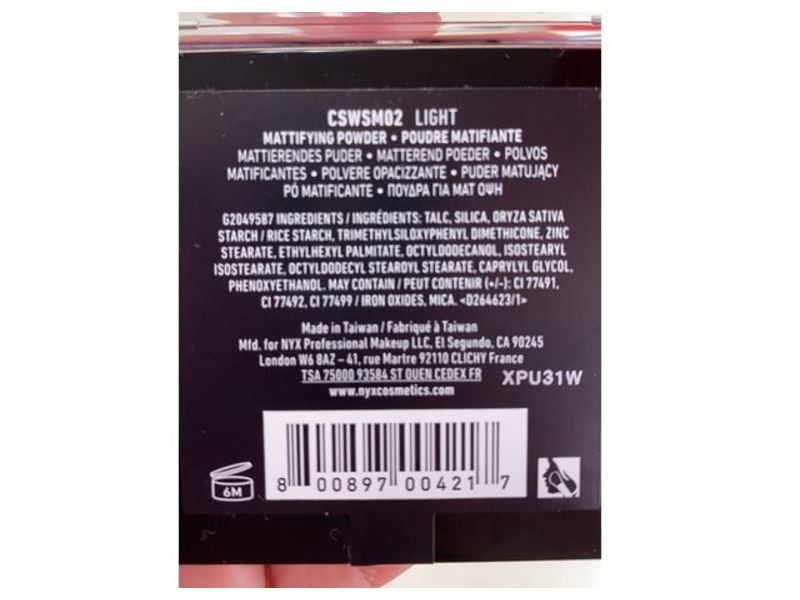 CSWSM02 LIGHT
MATTIFYING POWDER • POUDRE MATIFIANTE
MATTIERENDES PUDER • MATTEREND POEDER • POLVOS
MATIFICANTES • POLVERE OPACIZZANTE • PUDER MATUJĄCY
PÓ MATIFICANTE • ΠΟΥΔΡΑ ΓΙΑ ΜΑΤ ΟΨΗ
G2049587 INGREDIENTS / INGRÉDIENTS: TALC, SILICA, ORYZA SATIVA
STARCH / RICE STARCH, TRIMETHYLSILOXYPHENYL DIMETHICONE, ZINC
STEARATE, ETHYLHEXYL PALMITATE, OCTYLDODECANOL, ISOSTEARYL
ISOSTEARATE, OCTYLDODECYL STEAROYL STEARATE, CAPRYLYL GLYCOL,
PHENOXYETHANOL. MAY CONTAIN / PEUT CONTENIR (+/-): CI 77491,
CI 77492, CI 77499 / IRON OXIDES, MICA. <D264623/1>
Made in Taiwan / Fabriqué à Taiwan
Mfd. for NYX Professional Makeup LLC, El Segundo, CA 90245
London W6 8AZ – 41, rue Martre 92110 CLICHY France
TSA 75000 93584 ST OUEN CEDEX FR XPU31W
www.nyxcosmetics.com
8 00897 00421 7
6M